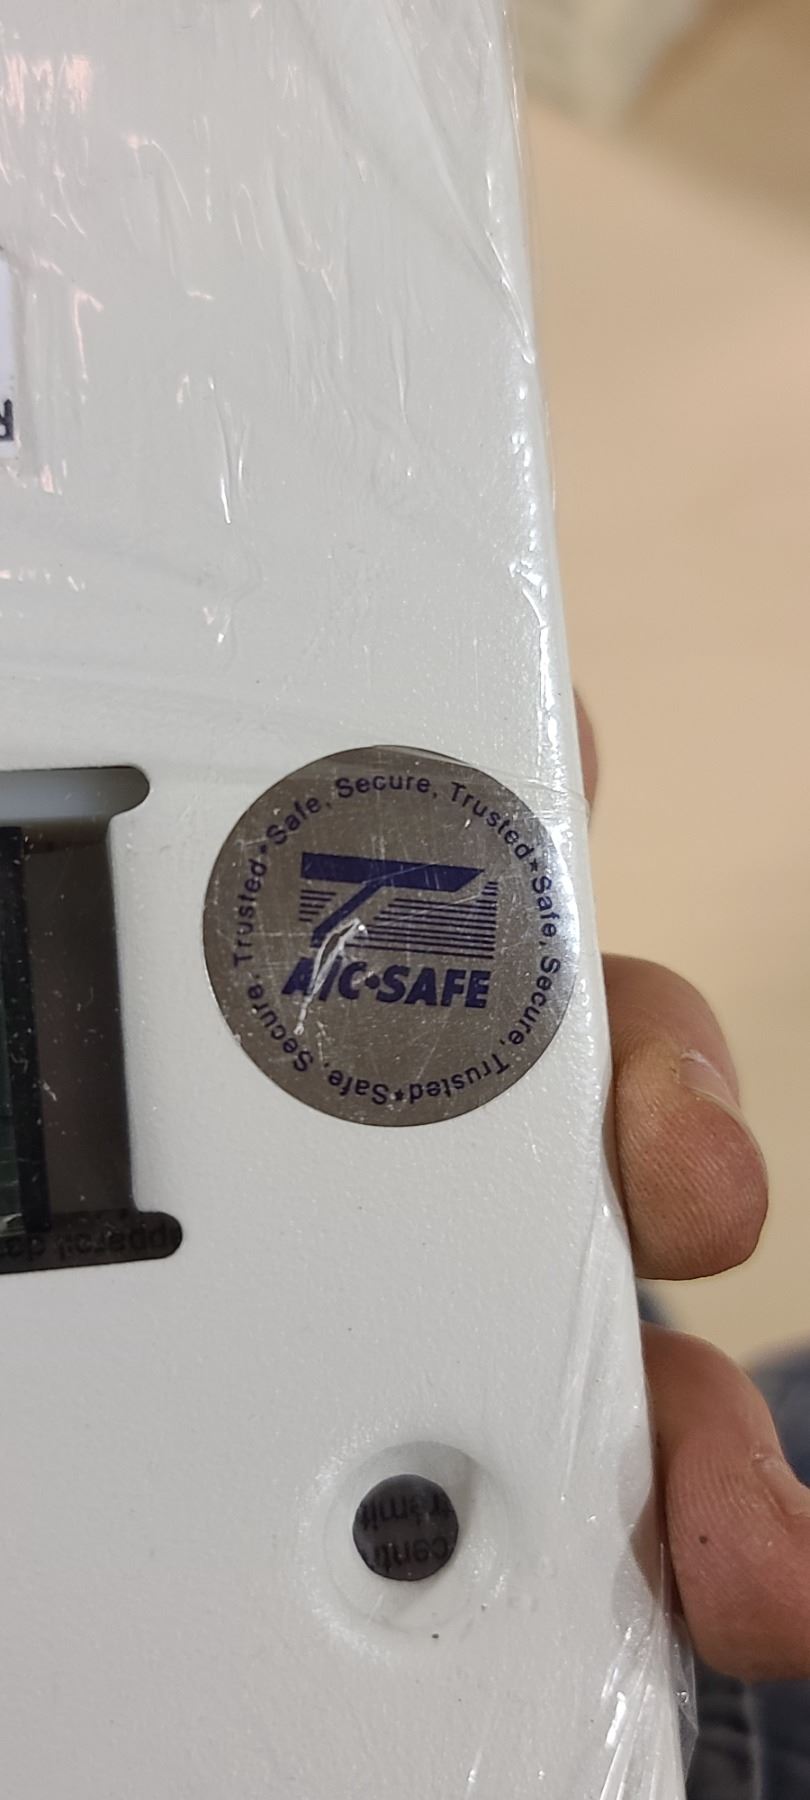 Safe, Secure, Trusted*Safe, Secure, Trusted*Safe, Secure, Trusted*
A/C•SAFE